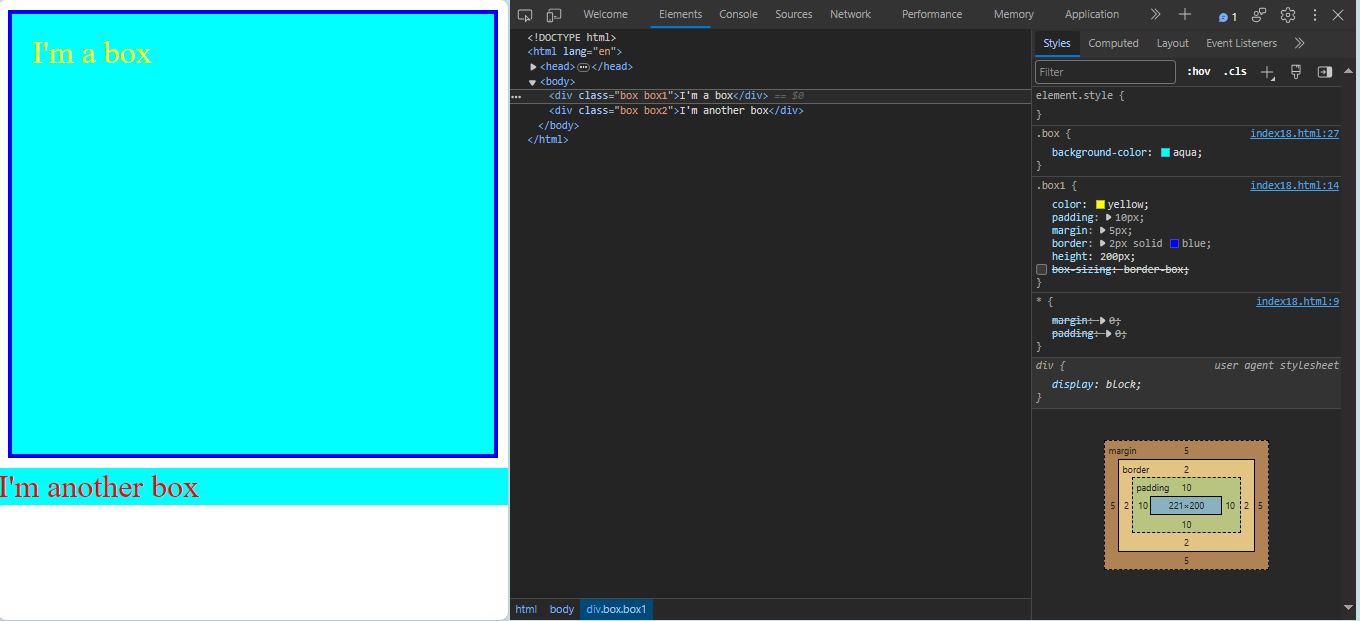 I'm a box
I'm another box
Welcome Elements Console Sources Network Performance Memory Application 1
<!DOCTYPE html>
<html lang="en">
<head>…</head>
<body>
… <div class="box box1">I'm a box</div> == $0
<div class="box box2">I'm another box</div>
</body>
</html>
html body div.box.box1
Styles Computed Layout Event Listeners
Filter :hov .cls
element.style {
}
.box { index18.html:27
background-color: aqua;
}
.box1 { index18.html:14
color: yellow;
padding: 10px;
margin: 5px;
border: 2px solid blue;
height: 200px;
box-sizing: border-box;
}
* { index18.html:9
margin: 0;
padding: 0;
}
div { user agent stylesheet
display: block;
}
margin 5
border 2
padding 10
5 2 10 221×200 10 2 5
10
2
5